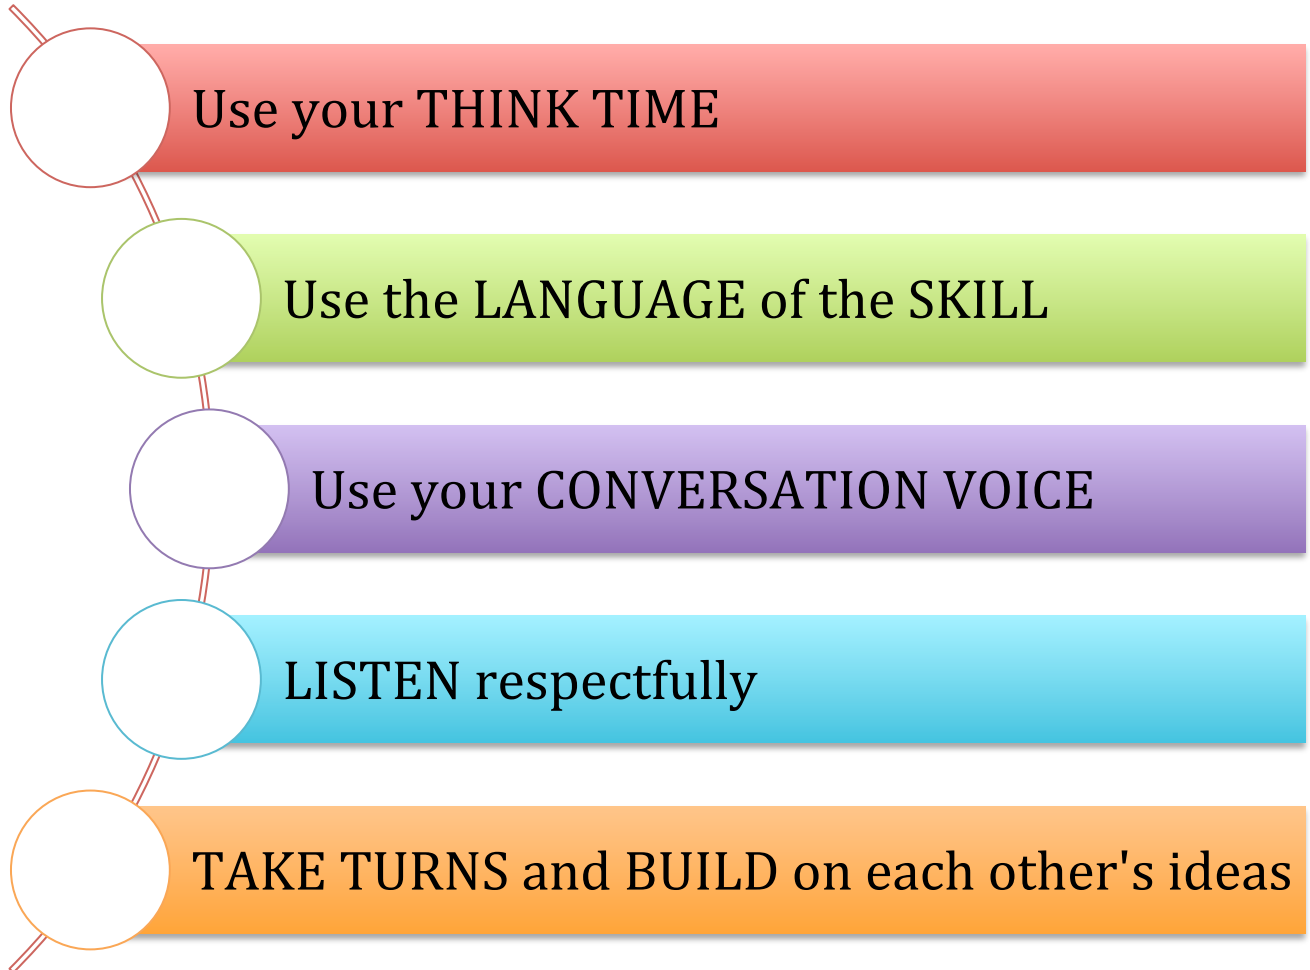 Use your THINK TIME
Use the LANGUAGE of the SKILL
Use your CONVERSATION VOICE
LISTEN respectfully
TAKE TURNS and BUILD on each other's ideas